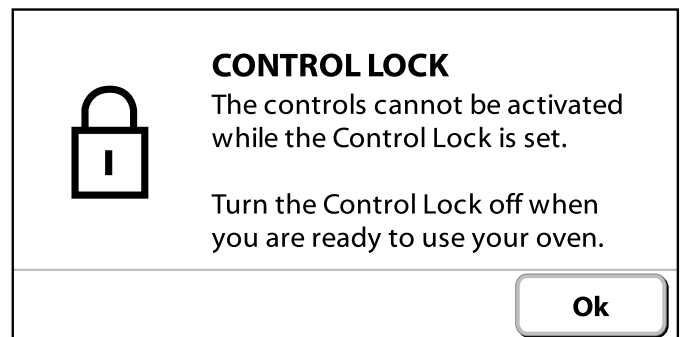 CONTROL LOCK
The controls cannot be activated
while the Control Lock is set.
Turn the Control Lock off when
you are ready to use your oven.
Ok